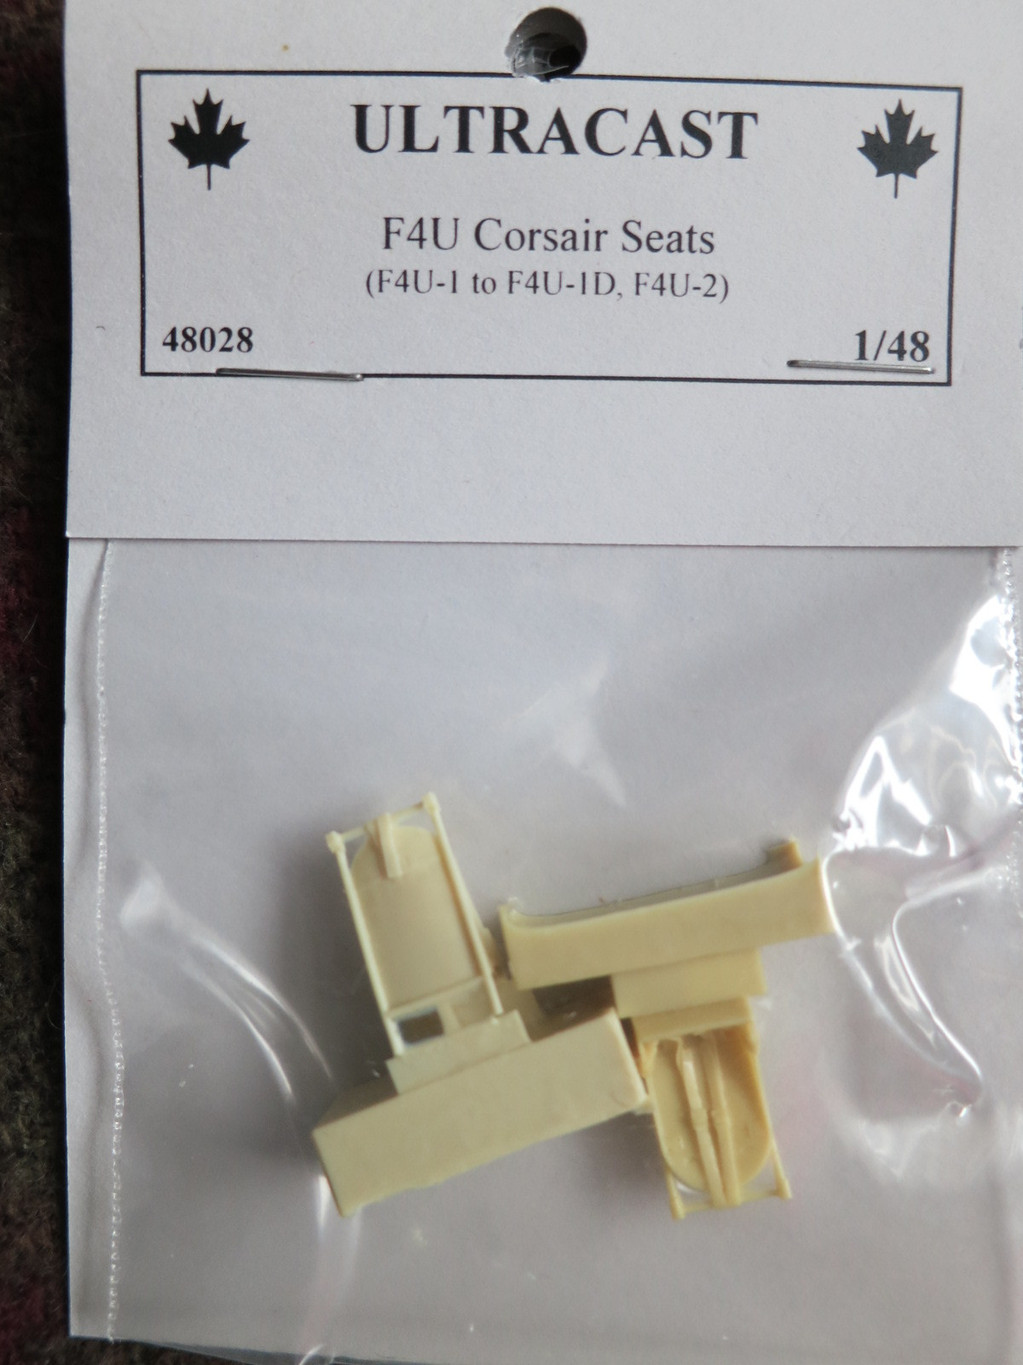 ULTRACAST
F4U Corsair Seats
(F4U-1 to F4U-1D, F4U-2)
48028
1/48